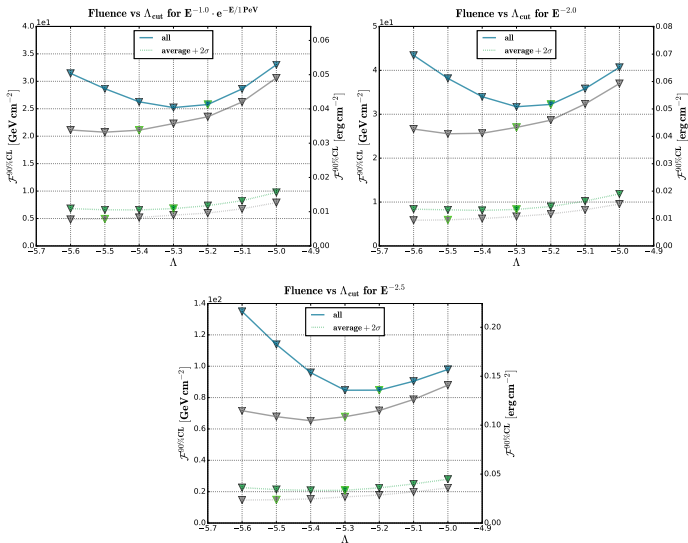 Fluence vs Λcut for E^−1.0 · e^−E/1 PeV
4.0 1e1
3.5
3.0
2.5
2.0
1.5
1.0
0.5
0.0
0.06
0.05
0.04
0.03
0.02
0.01
0.00
all
average + 2σ
ℱ^90%CL [GeV cm^−2]
ℱ^90%CL [erg cm^−2]
−5.7 −5.6 −5.5 −5.4 −5.3 −5.2 −5.1 −5.0 −4.9
Λ
Fluence vs Λcut for E^−2.0
5 1e1
4
3
2
1
0
0.08
0.07
0.06
0.05
0.04
0.03
0.02
0.01
0.00
all
average + 2σ
ℱ^90%CL [GeV cm^−2]
ℱ^90%CL [erg cm^−2]
−5.7 −5.6 −5.5 −5.4 −5.3 −5.2 −5.1 −5.0 −4.9
Λ
Fluence vs Λcut for E^−2.5
1.4 1e2
1.2
1.0
0.8
0.6
0.4
0.2
0.0
0.20
0.15
0.10
0.05
0.00
all
average + 2σ
ℱ^90%CL [GeV cm^−2]
ℱ^90%CL [erg cm^−2]
−5.7 −5.6 −5.5 −5.4 −5.3 −5.2 −5.1 −5.0 −4.9
Λ